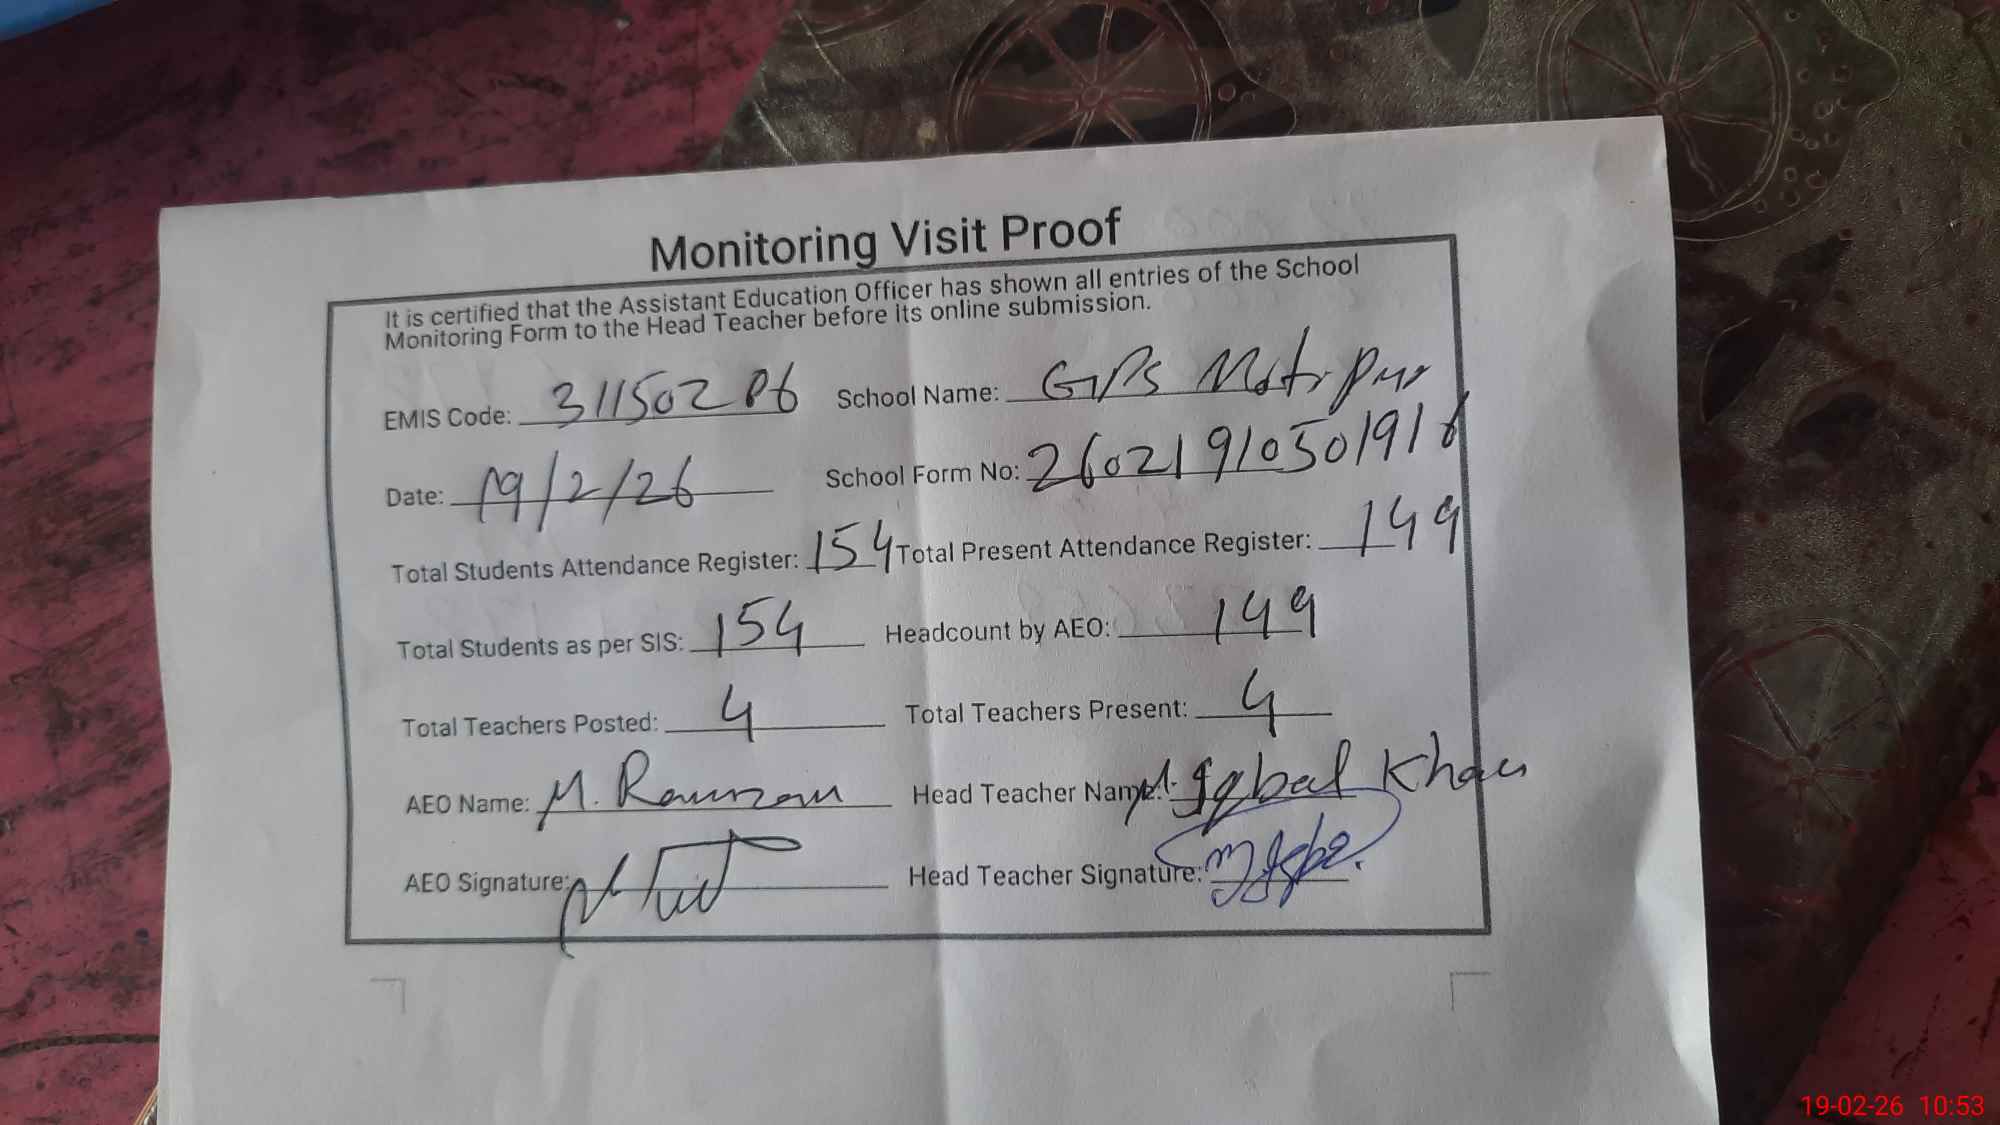 Monitoring Visit Proof
It is certified that the Assistant Education Officer has shown all entries of the School
Monitoring Form to the Head Teacher before its online submission.
EMIS Code: 31150206 School Name: GPS Motipur
Date: 19/2/26 School Form No: 26021910501916
Total Students Attendance Register: 154 Total Present Attendance Register: 149
Total Students as per SIS: 154 Headcount by AEO: 149
Total Teachers Posted: 4 Total Teachers Present: 4
AEO Name: M. Ramzan Head Teacher Name: M. Iqbal Khan
AEO Signature: Head Teacher Signature:
19-02-26 10:53